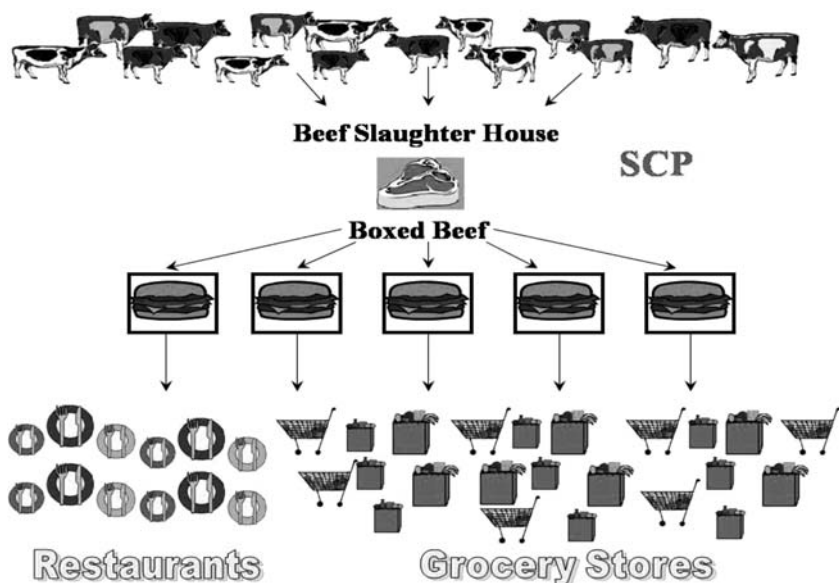 Beef Slaughter House
SCP
Boxed Beef
Restaurants
Grocery Stores